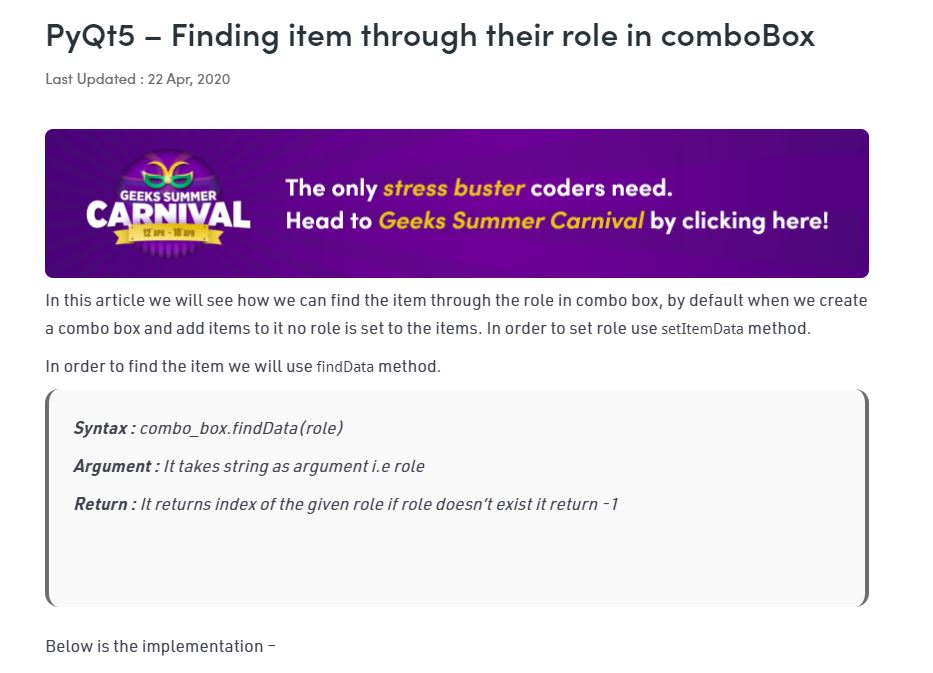 PyQt5 – Finding item through their role in comboBox
Last Updated : 22 Apr, 2020
GEEKS SUMMER
CARNIVAL
12 APR - 18 APR
The only stress buster coders need.
Head to Geeks Summer Carnival by clicking here!
In this article we will see how we can find the item through the role in combo box, by default when we create
a combo box and add items to it no role is set to the items. In order to set role use setItemData method.
In order to find the item we will use findData method.
Syntax : combo_box.findData(role)
Argument : It takes string as argument i.e role
Return : It returns index of the given role if role doesn't exist it return -1
Below is the implementation –